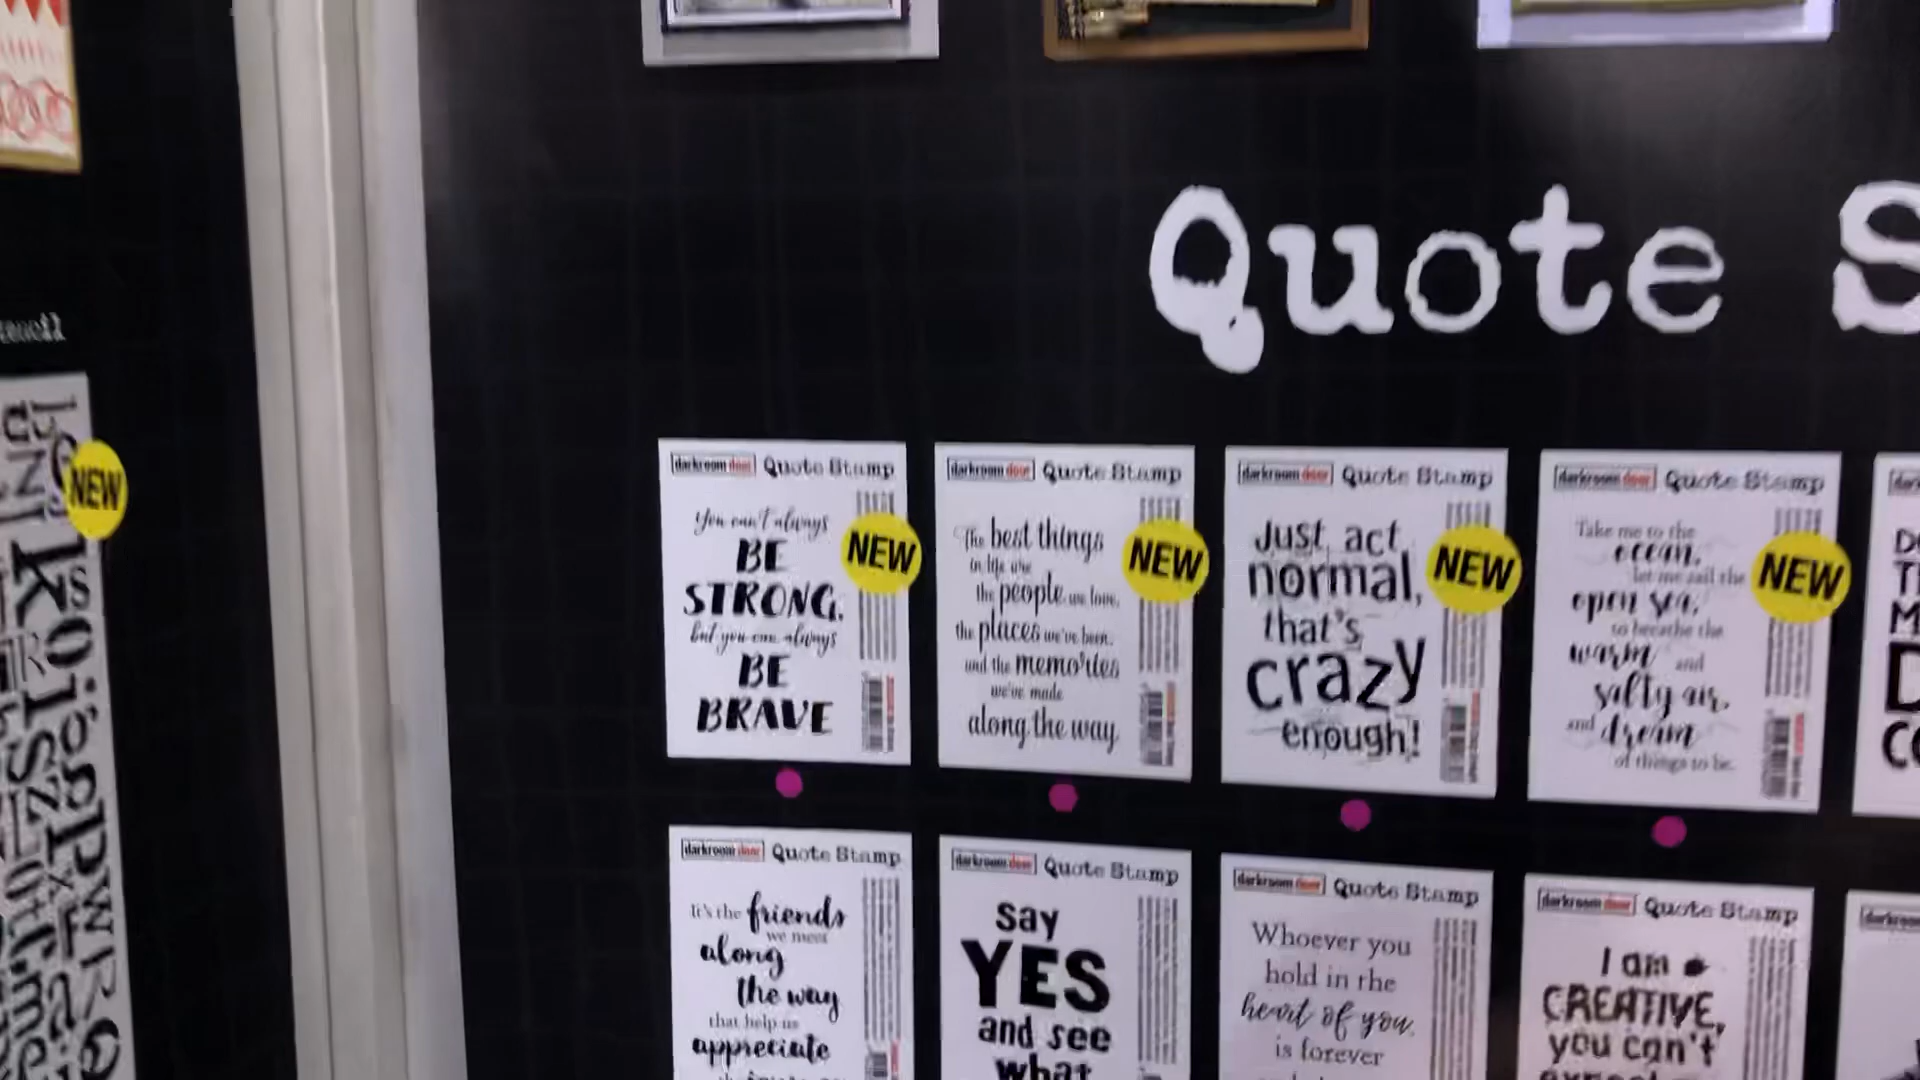 Quote S
NEW
darkroom door Quote Stamp
You can't always
BE
STRONG,
but you can always
BE
BRAVE
NEW
darkroom door Quote Stamp
The best things
in life are
the people we love,
the places we've been,
and the memories
we've made
along the way
NEW
darkroom door Quote Stamp
Just act
normal,
that's
crazy
enough!
NEW
darkroom door Quote Stamp
Take me to the
ocean,
let me sail the
open sea,
to breathe the
warm and
salty air,
and dream
of things to be.
NEW
darkroom door Quote Stamp
It's the friends
we meet
along
the way
that help us
appreciate
darkroom door Quote Stamp
say
YES
and see
what
darkroom door Quote Stamp
Whoever you
hold in the
heart of you,
is forever
darkroom door Quote Stamp
I am
CREATIVE,
you can't
expect